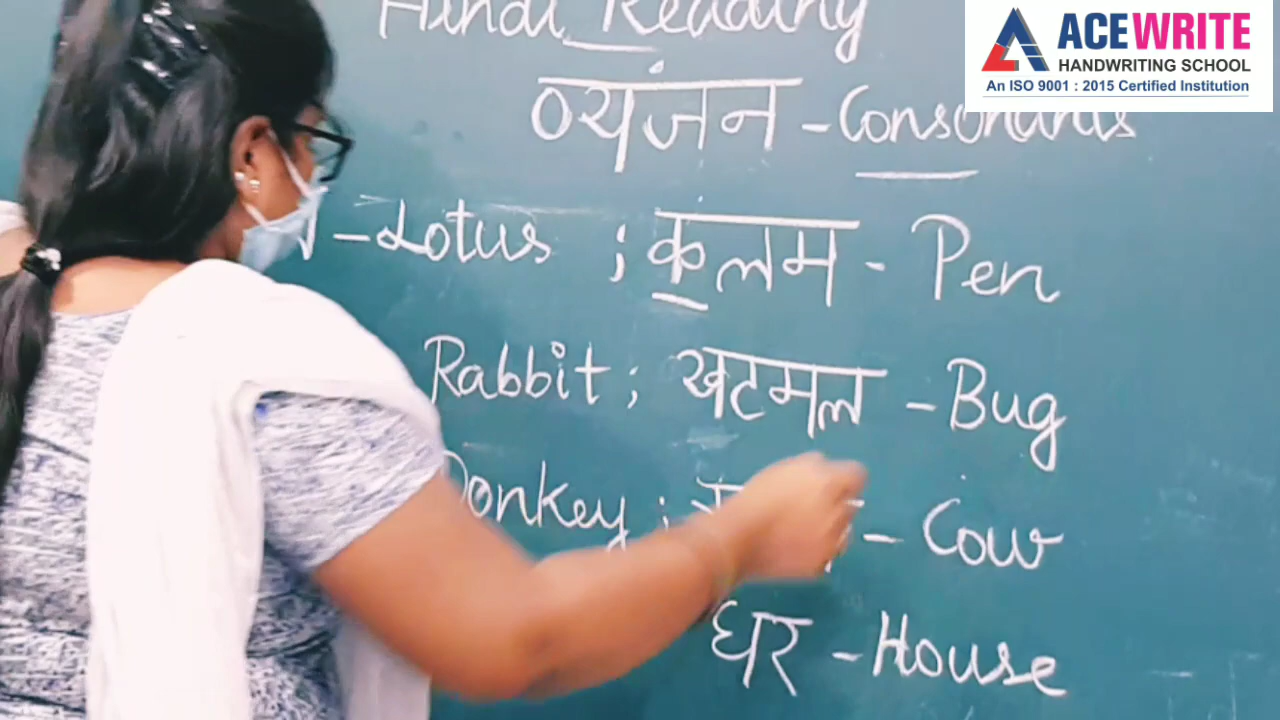 ACEWRITE
HANDWRITING SCHOOL
An ISO 9001 : 2015 Certified Institution
Hindi Reading
व्यंजन - Consonants
- Lotus ; कलम - Pen
Rabbit ; खटमल - Bug
Donkey ; - Cow
घर - House